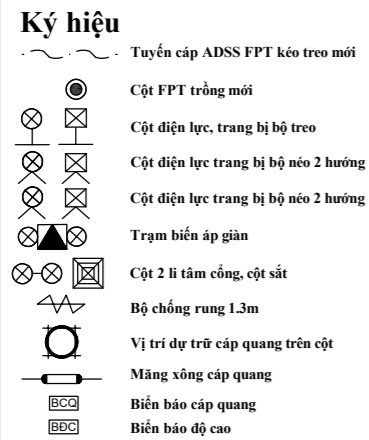 Ký hiệu
Tuyến cáp ADSS FPT kéo treo mới
Cột FPT trồng mới
Cột điện lực, trang bị bộ treo
Cột điện lực trang bị bộ néo 2 hướng
Cột điện lực trang bị bộ néo 2 hướng
Trạm biến áp giàn
Cột 2 li tâm cổng, cột sắt
Bộ chống rung 1.3m
Vị trí dự trữ cáp quang trên cột
Măng xông cáp quang
BCQ Biển báo cáp quang
BĐC Biển báo độ cao